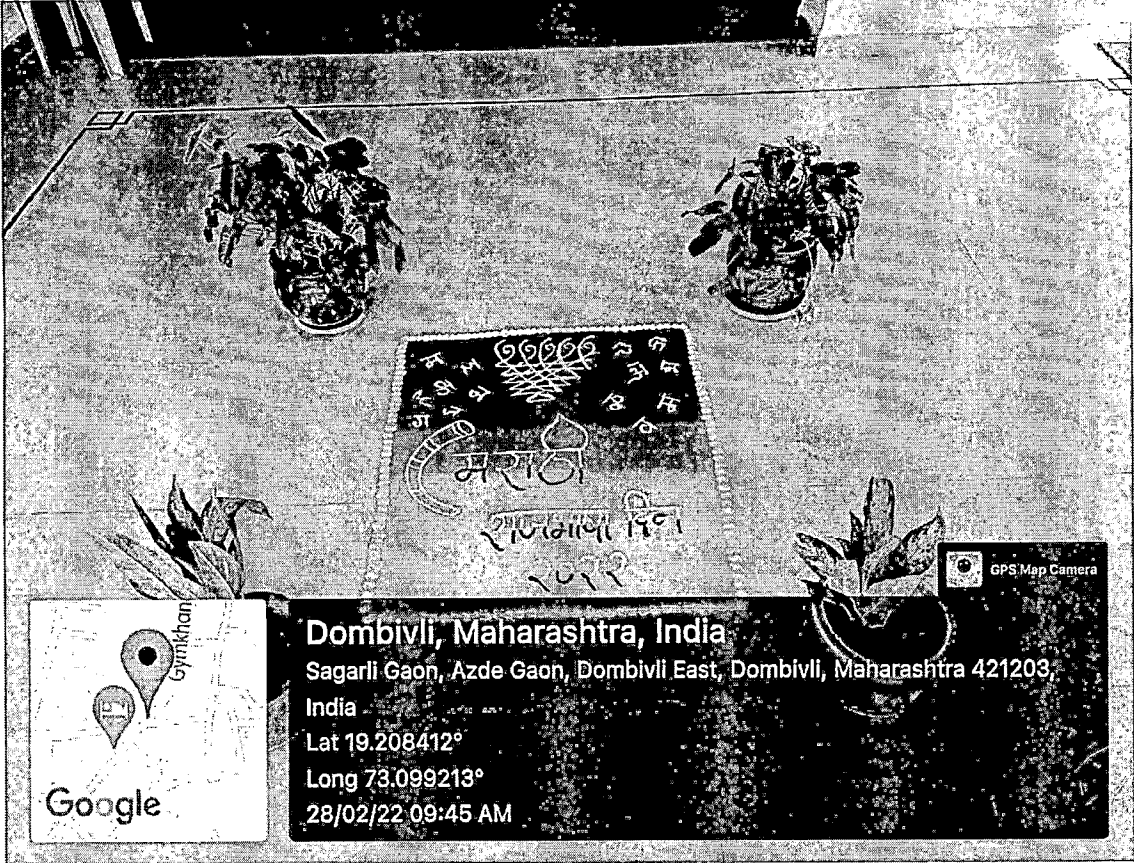 मराठी
राजभाषा दिन
२०२२
GPS Map Camera
Gymkhan
Google
Dombivli, Maharashtra, India
Sagarli Gaon, Azde Gaon, Dombivli East, Dombivli, Maharashtra 421203,
India
Lat 19.208412°
Long 73.099213°
28/02/22 09:45 AM